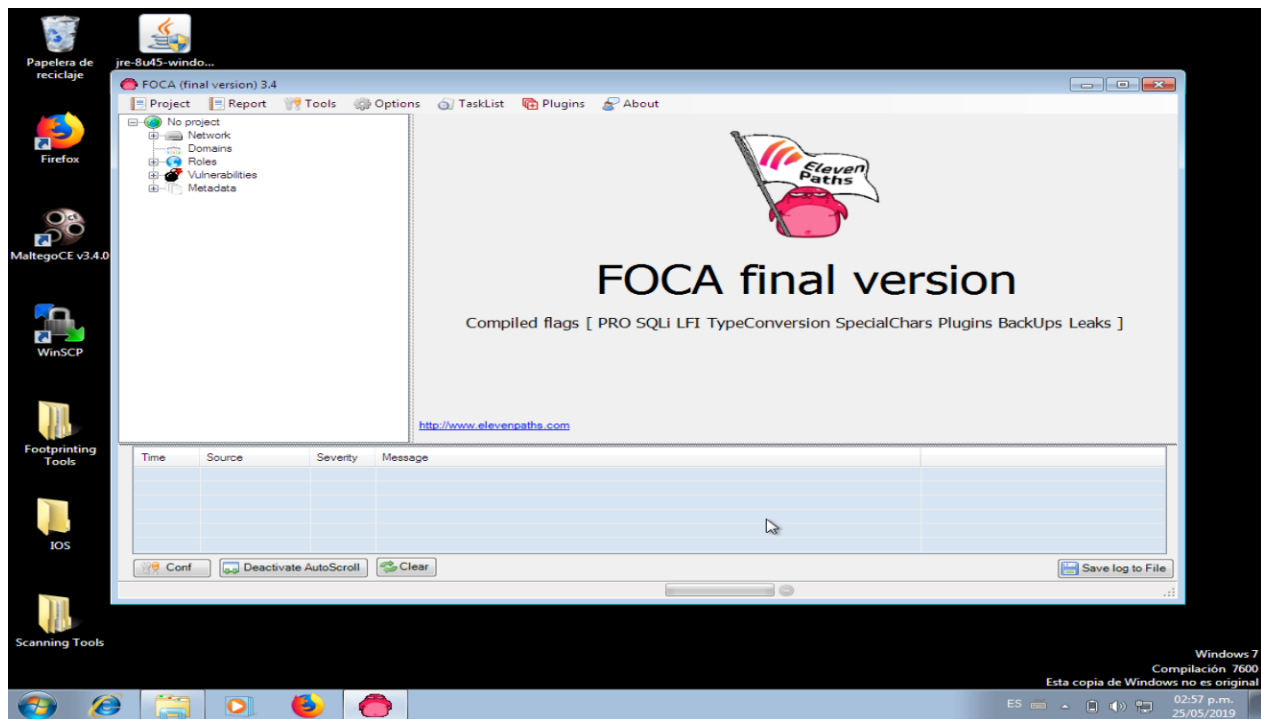 Papelera de
reciclaje
jre-8u45-windo...
Firefox
MaltegoCE v3.4.0
WinSCP
Footprinting
Tools
IOS
Scanning Tools
FOCA (final version) 3.4
Project Report Tools Options TaskList Plugins About
No project
Network
Domains
Roles
Vulnerabilities
Metadata
Eleven
Paths
FOCA final version
Compiled flags [ PRO SQLi LFI TypeConversion SpecialChars Plugins BackUps Leaks ]
http://www.elevenpaths.com
Time Source Severity Message
Conf Deactivate AutoScroll Clear Save log to File
Windows 7
Compilación 7600
Esta copia de Windows no es original
ES 02:57 p.m.
25/05/2019